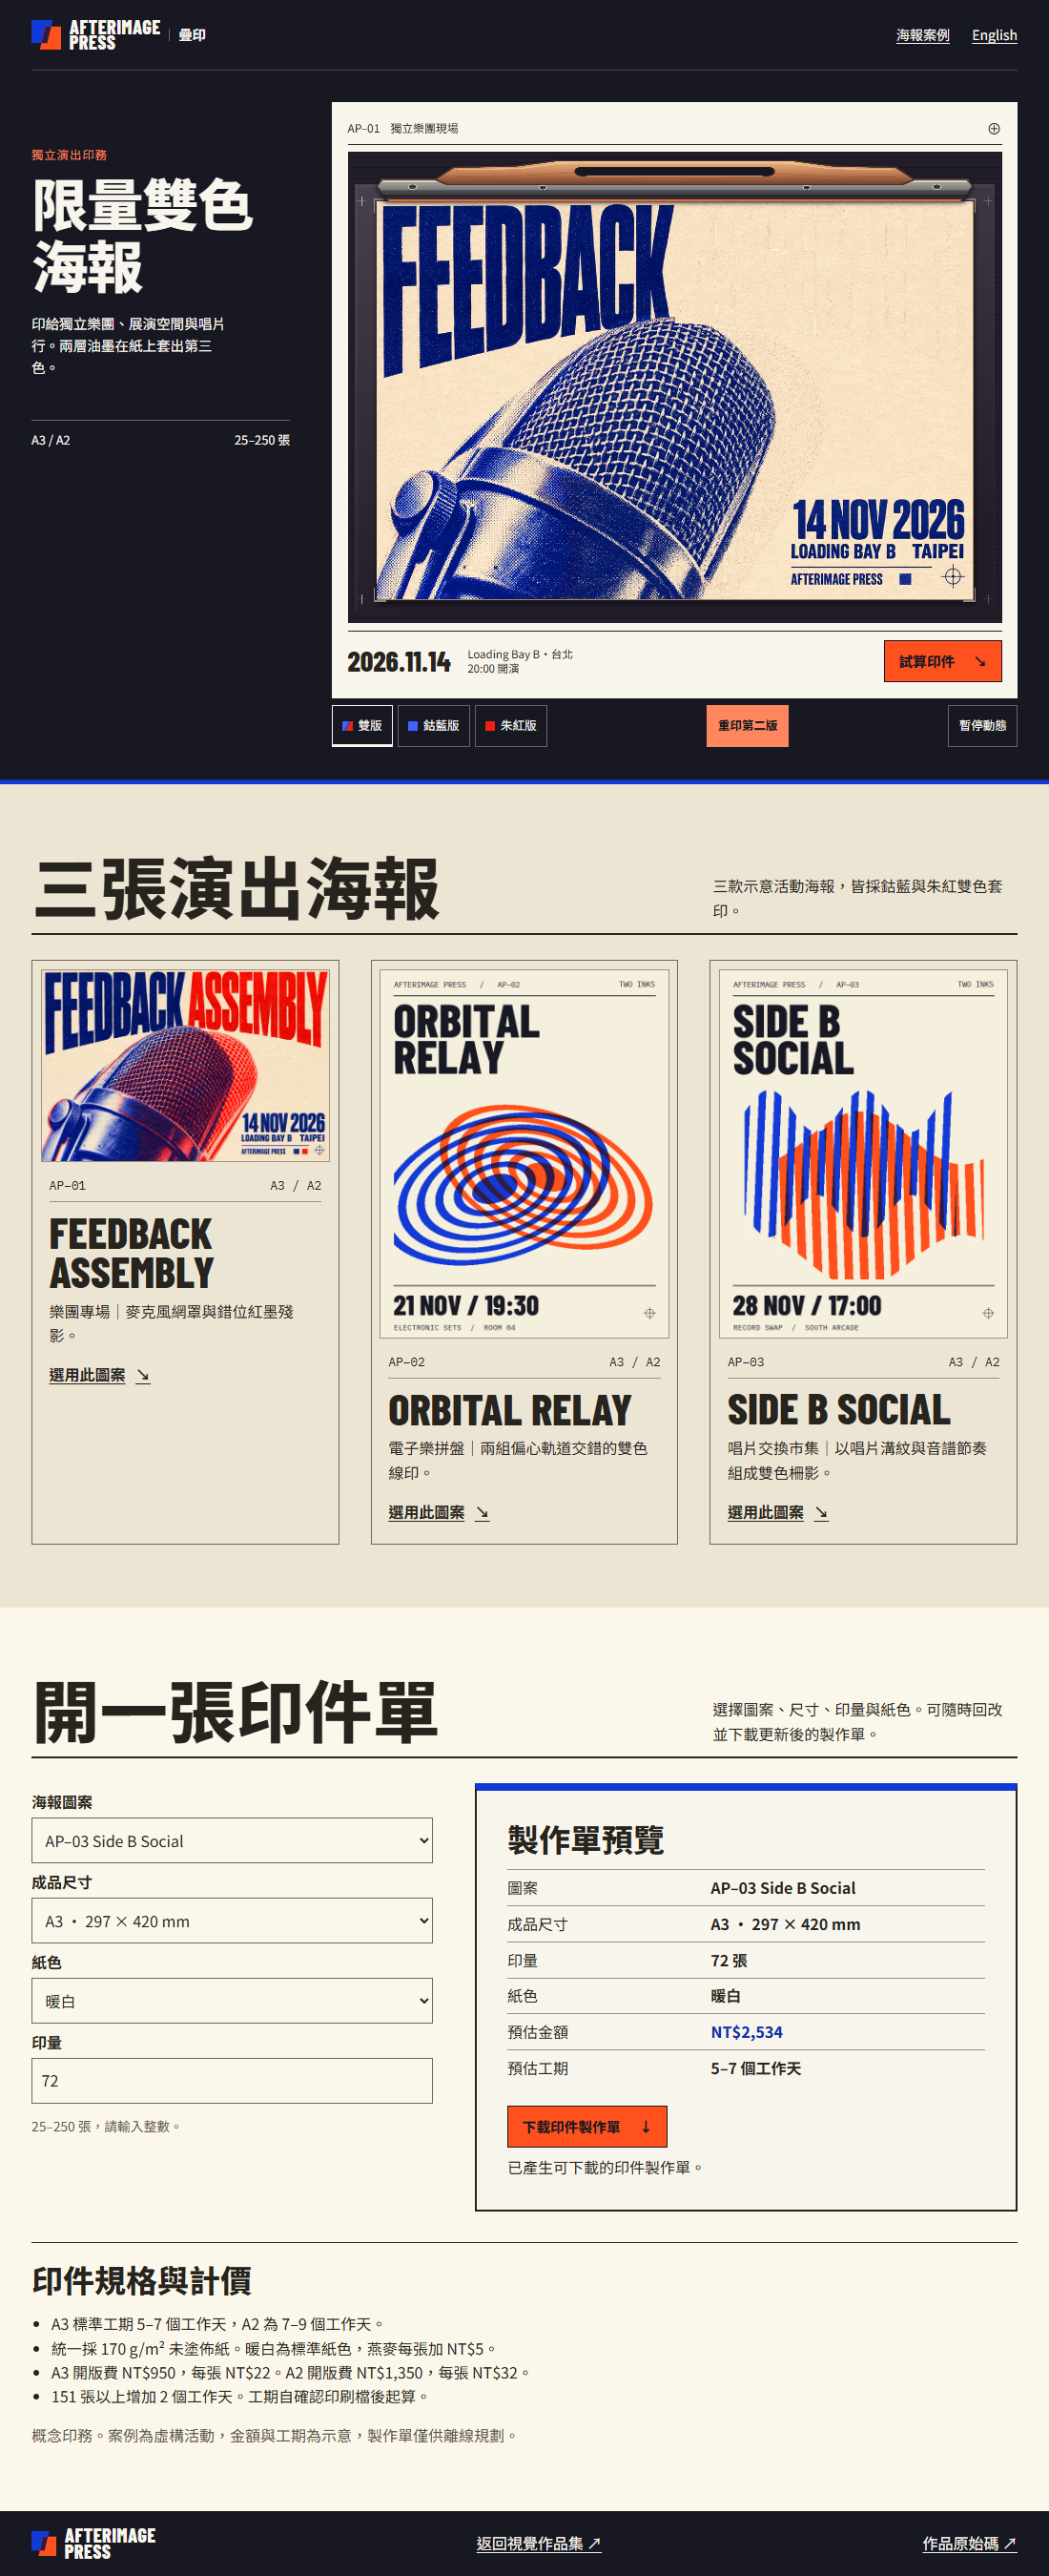 AFTERIMAGE
PRESS
疊印
海報案例 English
獨立演出印務
限量雙色
海報
印給獨立樂團、展演空間與唱片
行。兩層油墨在紙上套出第三
色。
A3 / A2 25–250 張
AP–01 獨立樂團現場
FEEDBACK
14 NOV 2026
LOADING BAY B TAIPEI
AFTERIMAGE PRESS
2026.11.14
Loading Bay B・台北
20:00 開演
試算印件 ↘
雙版 鈷藍版 朱紅版 重印第二版 暫停動態
三張演出海報
三款示意活動海報，皆採鈷藍與朱紅雙色套
印。
FEEDBACK ASSEMBLY
14 NOV 2026
LOADING BAY B TAIPEI
AFTERIMAGE PRESS
AP–01 A3 / A2
FEEDBACK
ASSEMBLY
樂團專場｜麥克風網罩與錯位紅墨殘
影。
選用此圖案 ↘
AFTERIMAGE PRESS / AP–02 TWO INKS
ORBITAL
RELAY
21 NOV / 19:30
ELECTRONIC SETS / ROOM 04
AP–02 A3 / A2
ORBITAL RELAY
電子樂拼盤｜兩組偏心軌道交錯的雙色
線印。
選用此圖案 ↘
AFTERIMAGE PRESS / AP–03 TWO INKS
SIDE B
SOCIAL
28 NOV / 17:00
RECORD SWAP / SOUTH ARCADE
AP–03 A3 / A2
SIDE B SOCIAL
唱片交換市集｜以唱片溝紋與音譜節奏
組成雙色柵影。
選用此圖案 ↘
開一張印件單
選擇圖案、尺寸、印量與紙色。可隨時回改
並下載更新後的製作單。
海報圖案
AP–03 Side B Social
成品尺寸
A3 ・ 297 × 420 mm
紙色
暖白
印量
72
25–250 張，請輸入整數。
製作單預覽
圖案 AP–03 Side B Social
成品尺寸 A3 ・ 297 × 420 mm
印量 72 張
紙色 暖白
預估金額 NT$2,534
預估工期 5–7 個工作天
下載印件製作單 ↓
已產生可下載的印件製作單。
印件規格與計價
• A3 標準工期 5–7 個工作天，A2 為 7–9 個工作天。
• 統一採 170 g/m² 未塗佈紙。暖白為標準紙色，燕麥每張加 NT$5。
• A3 開版費 NT$950，每張 NT$22。A2 開版費 NT$1,350，每張 NT$32。
• 151 張以上增加 2 個工作天。工期自確認印刷檔後起算。
概念印務。案例為虛構活動，金額與工期為示意，製作單僅供離線規劃。
AFTERIMAGE
PRESS
返回視覺作品集 ↗
作品原始碼 ↗